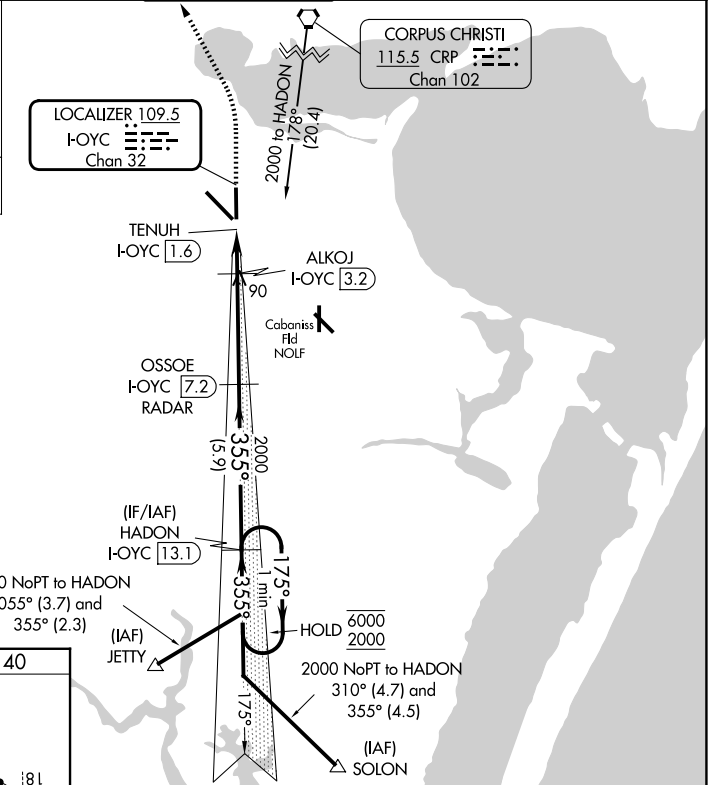 CORPUS CHRISTI
115.5 CRP
Chan 102
2000 to HADON
178°
(20.4)
LOCALIZER 109.5
I-OYC
Chan 32
TENUH
I-OYC 1.6
ALKOJ
I-OYC 3.2
90
Cabaniss
Fld
NOLF
OSSOE
I-OYC 7.2
RADAR
2000
355°
(5.9)
(IF/IAF)
HADON
I-OYC 13.1
175°
1 min
355°
0 NoPT to HADON
055° (3.7) and
355° (2.3)
HOLD 6000
2000
(IAF)
JETTY
2000 NoPT to HADON
310° (4.7) and
355° (4.5)
175°
(IAF)
SOLON
40
18L